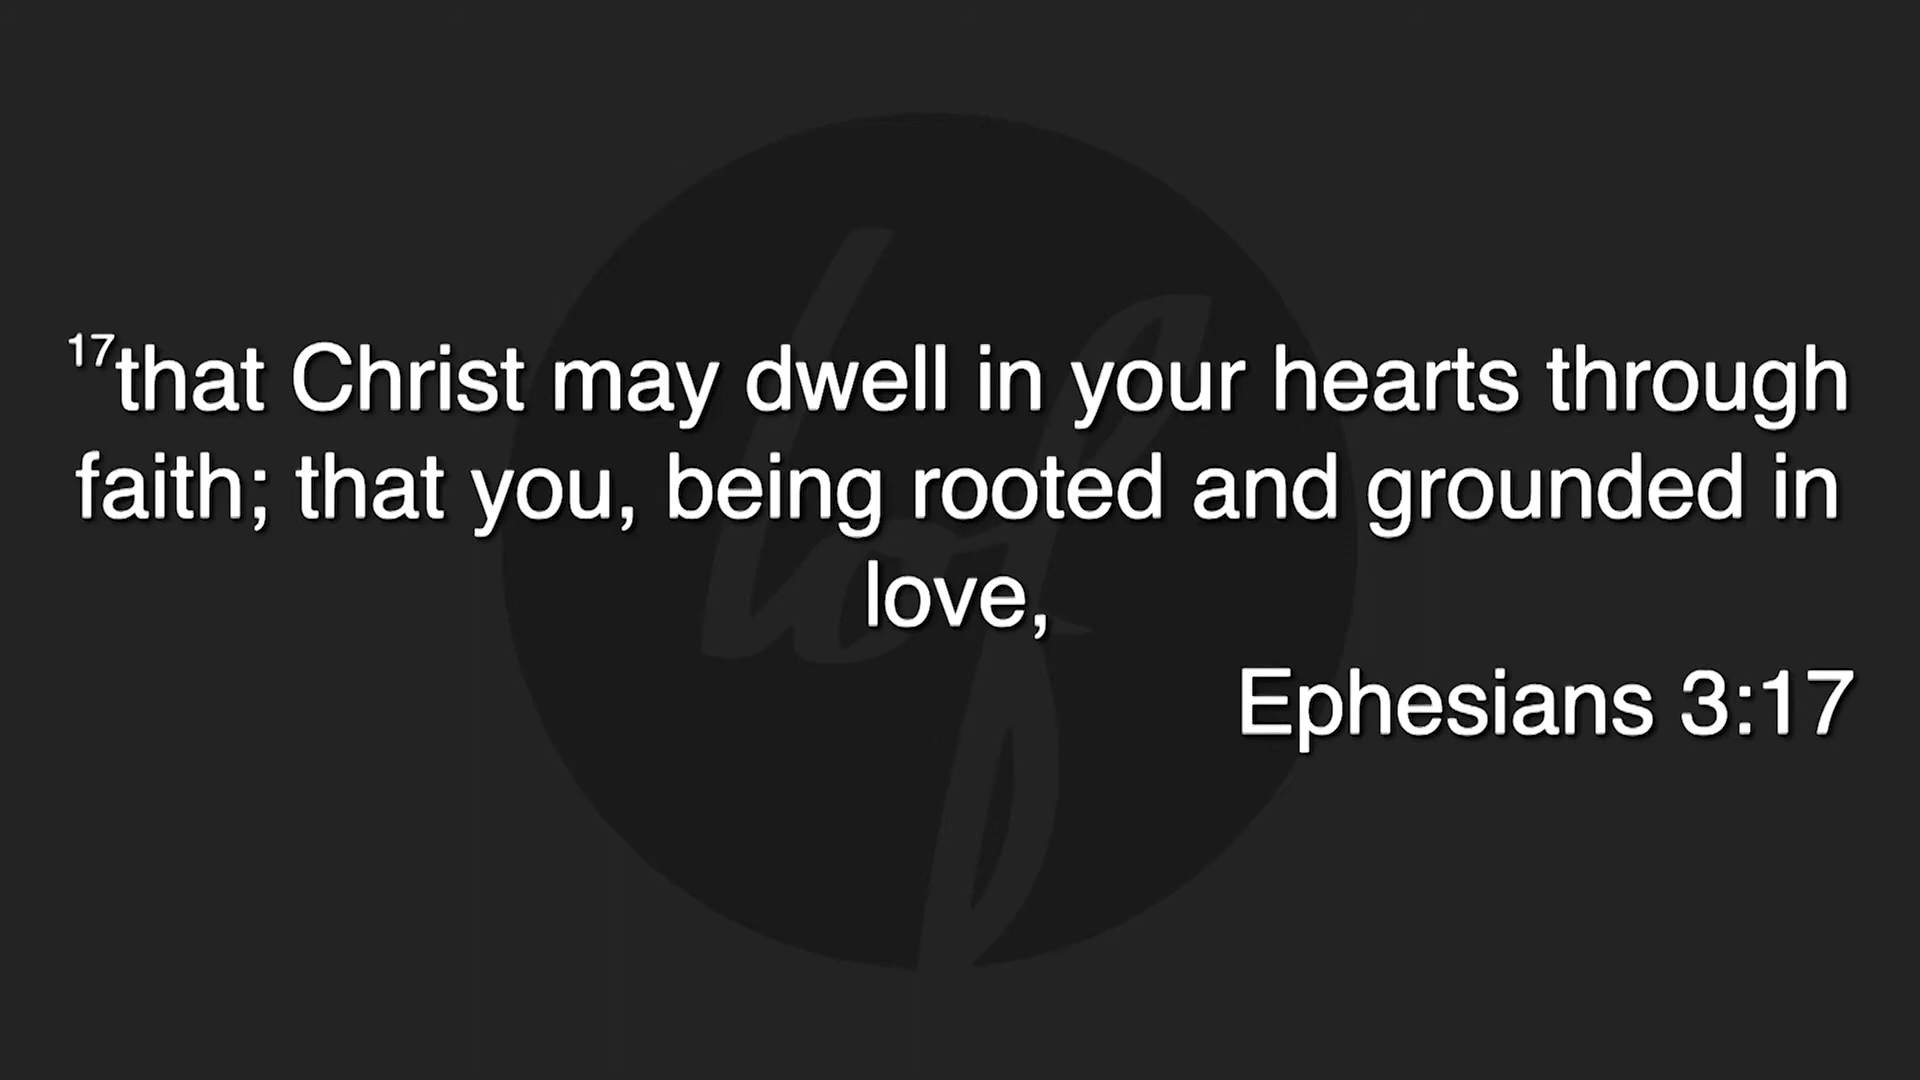 17that Christ may dwell in your hearts through
faith; that you, being rooted and grounded in
love,
Ephesians 3:17
lof